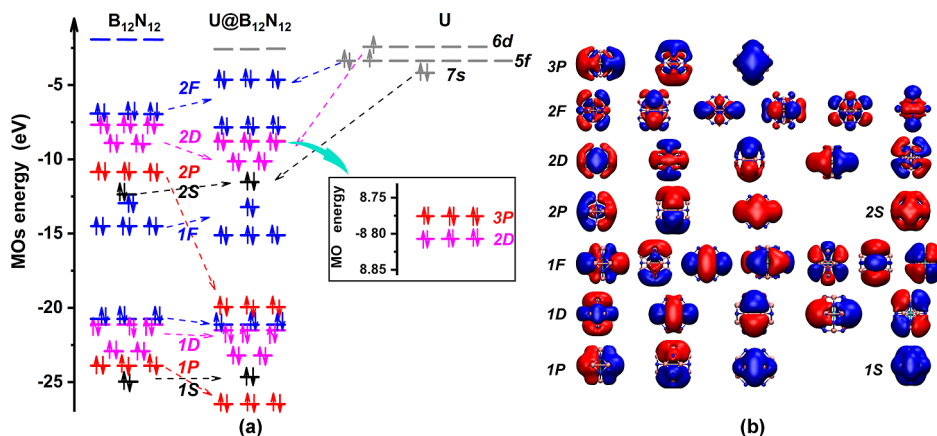 B₁₂N₁₂ U@B₁₂N₁₂ U
MOs energy (eV)
-5
-10
-15
-20
-25
6d
5f
7s
2F
2D
2P
2S
1F
1D
1P
1S
MO energy
8.75
-8.80
8.85
3P
2D
(a)
3P
2F
2D
2P 2S
1F
1D
1P 1S
(b)